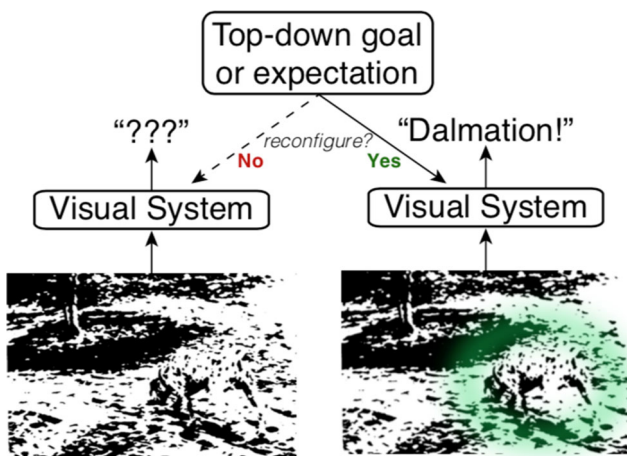 Top-down goal
or expectation
“???”
reconfigure?
“Dalmation!”
No
Yes
Visual System
Visual System